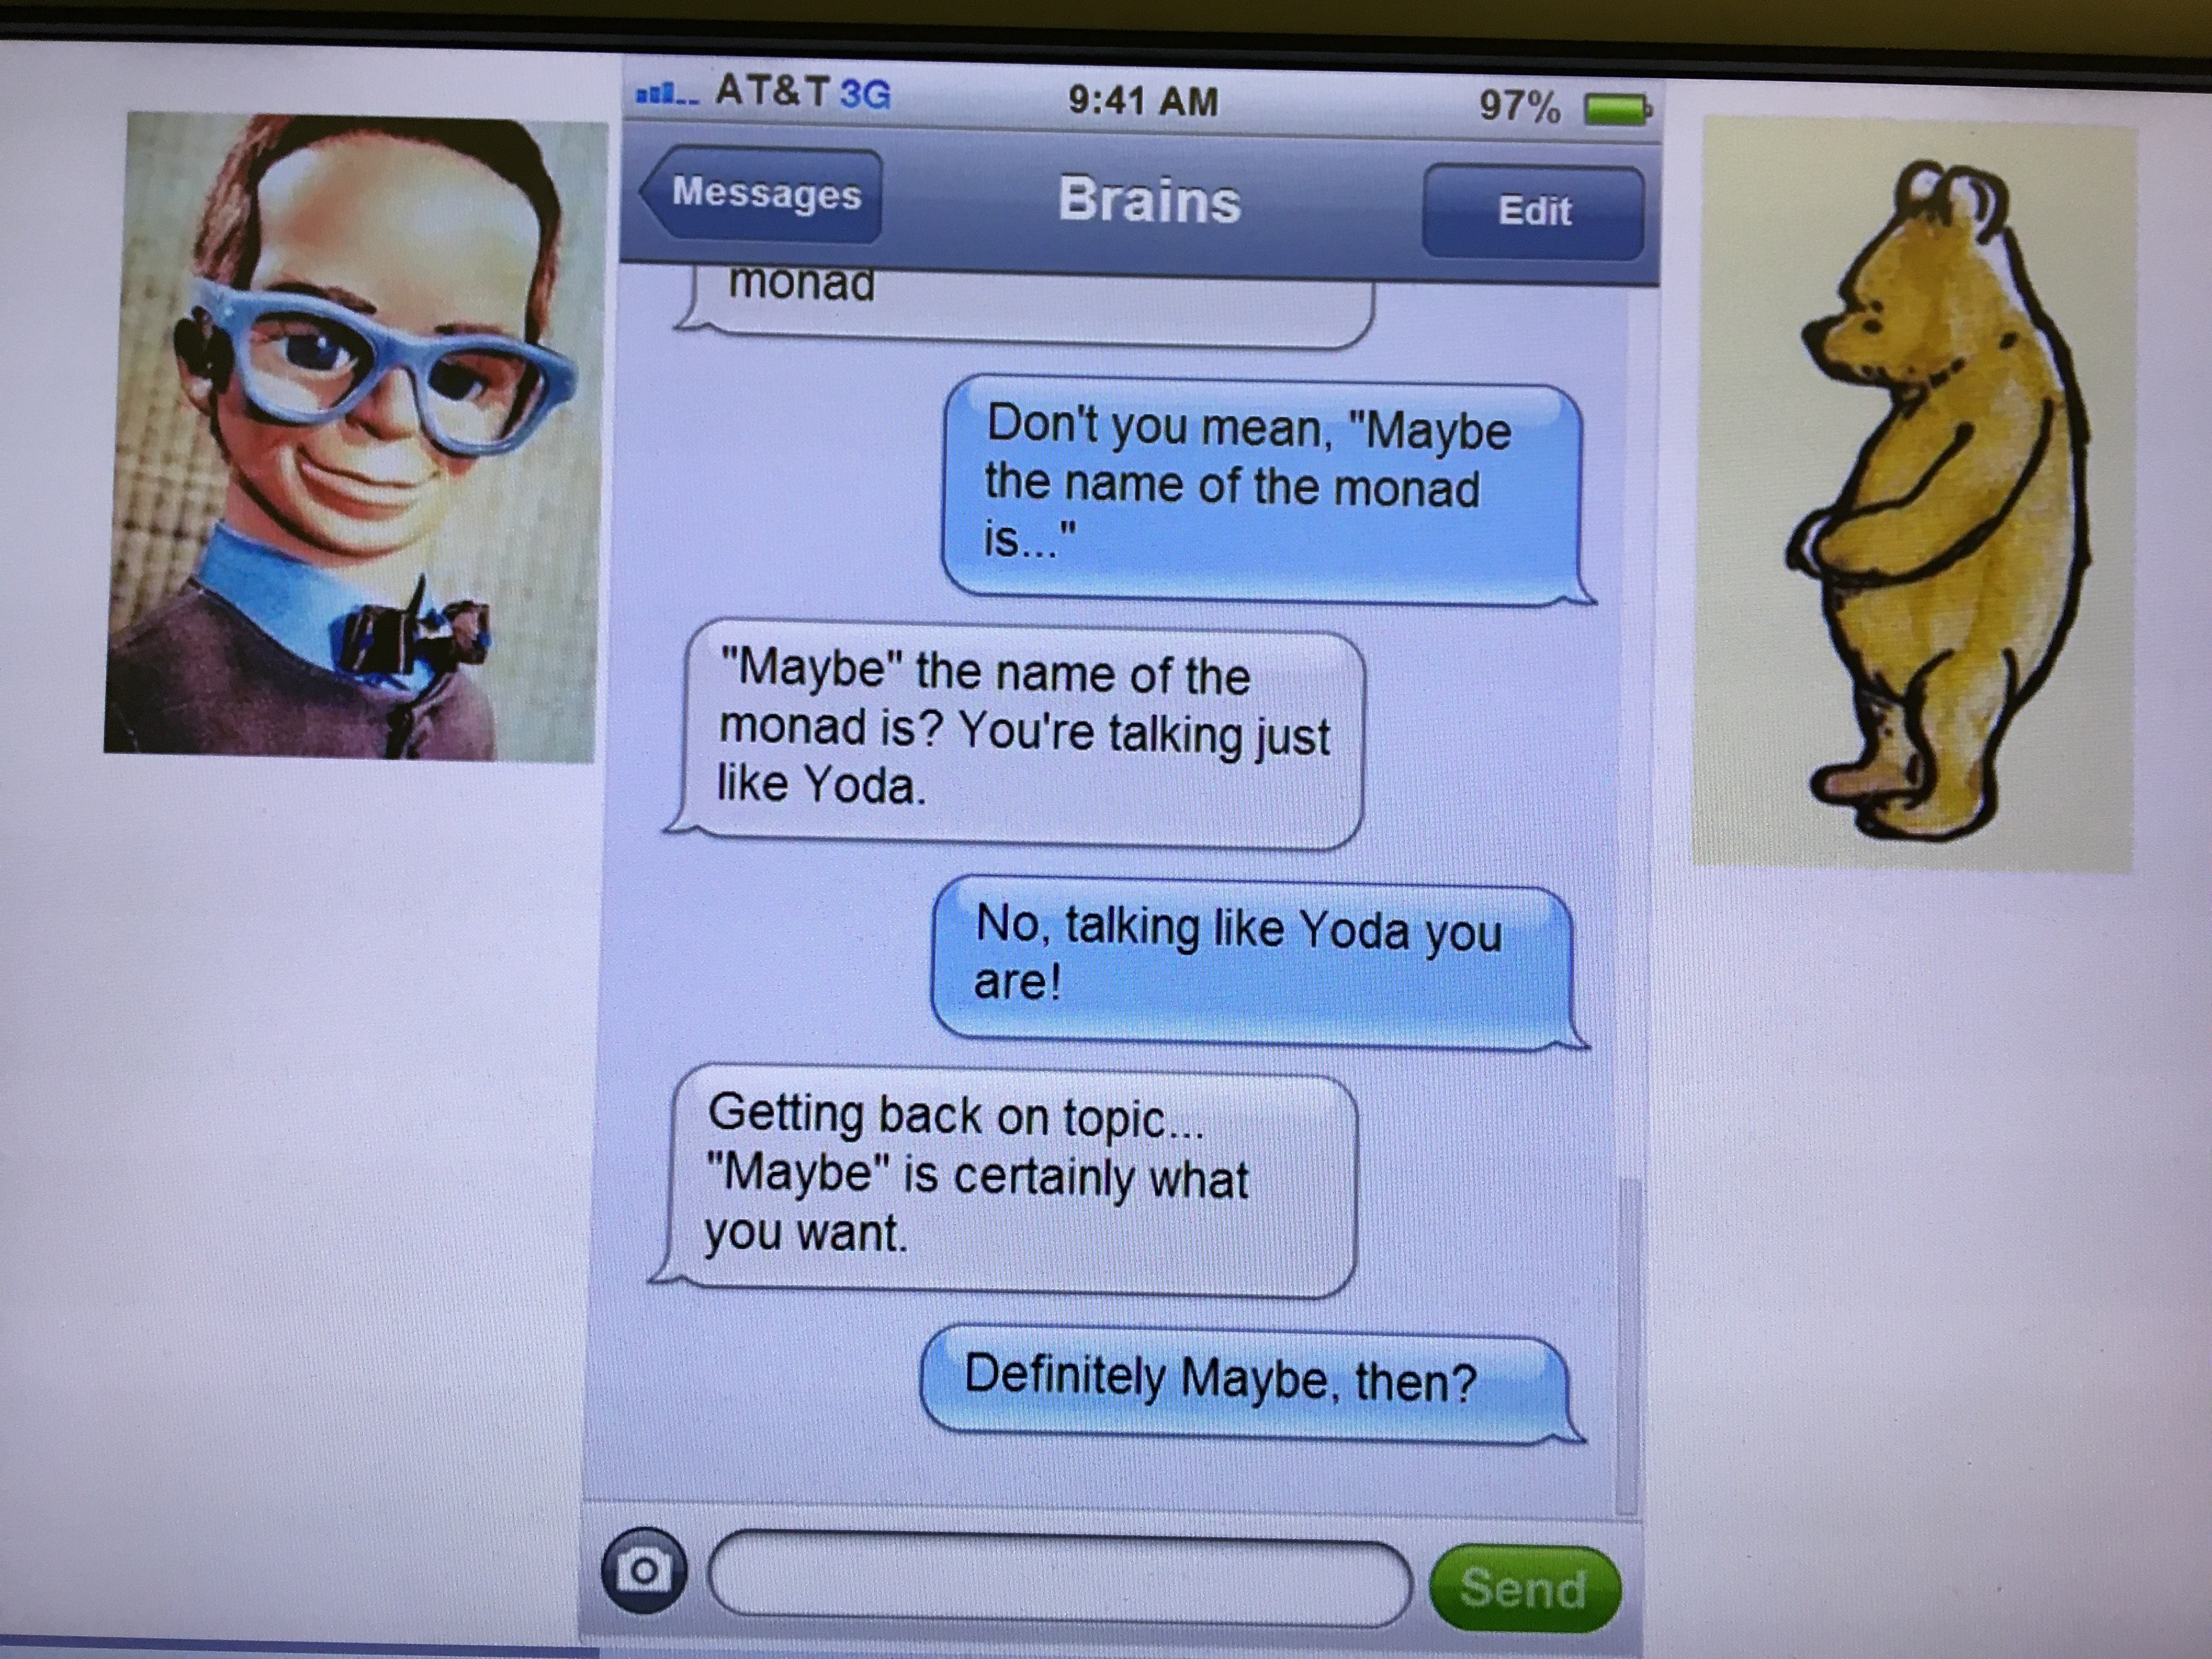 AT&T 3G 9:41 AM 97%
Messages Brains Edit
monad
Don't you mean, "Maybe
the name of the monad
is..."
"Maybe" the name of the
monad is? You're talking just
like Yoda.
No, talking like Yoda you
are!
Getting back on topic...
"Maybe" is certainly what
you want.
Definitely Maybe, then?
Send